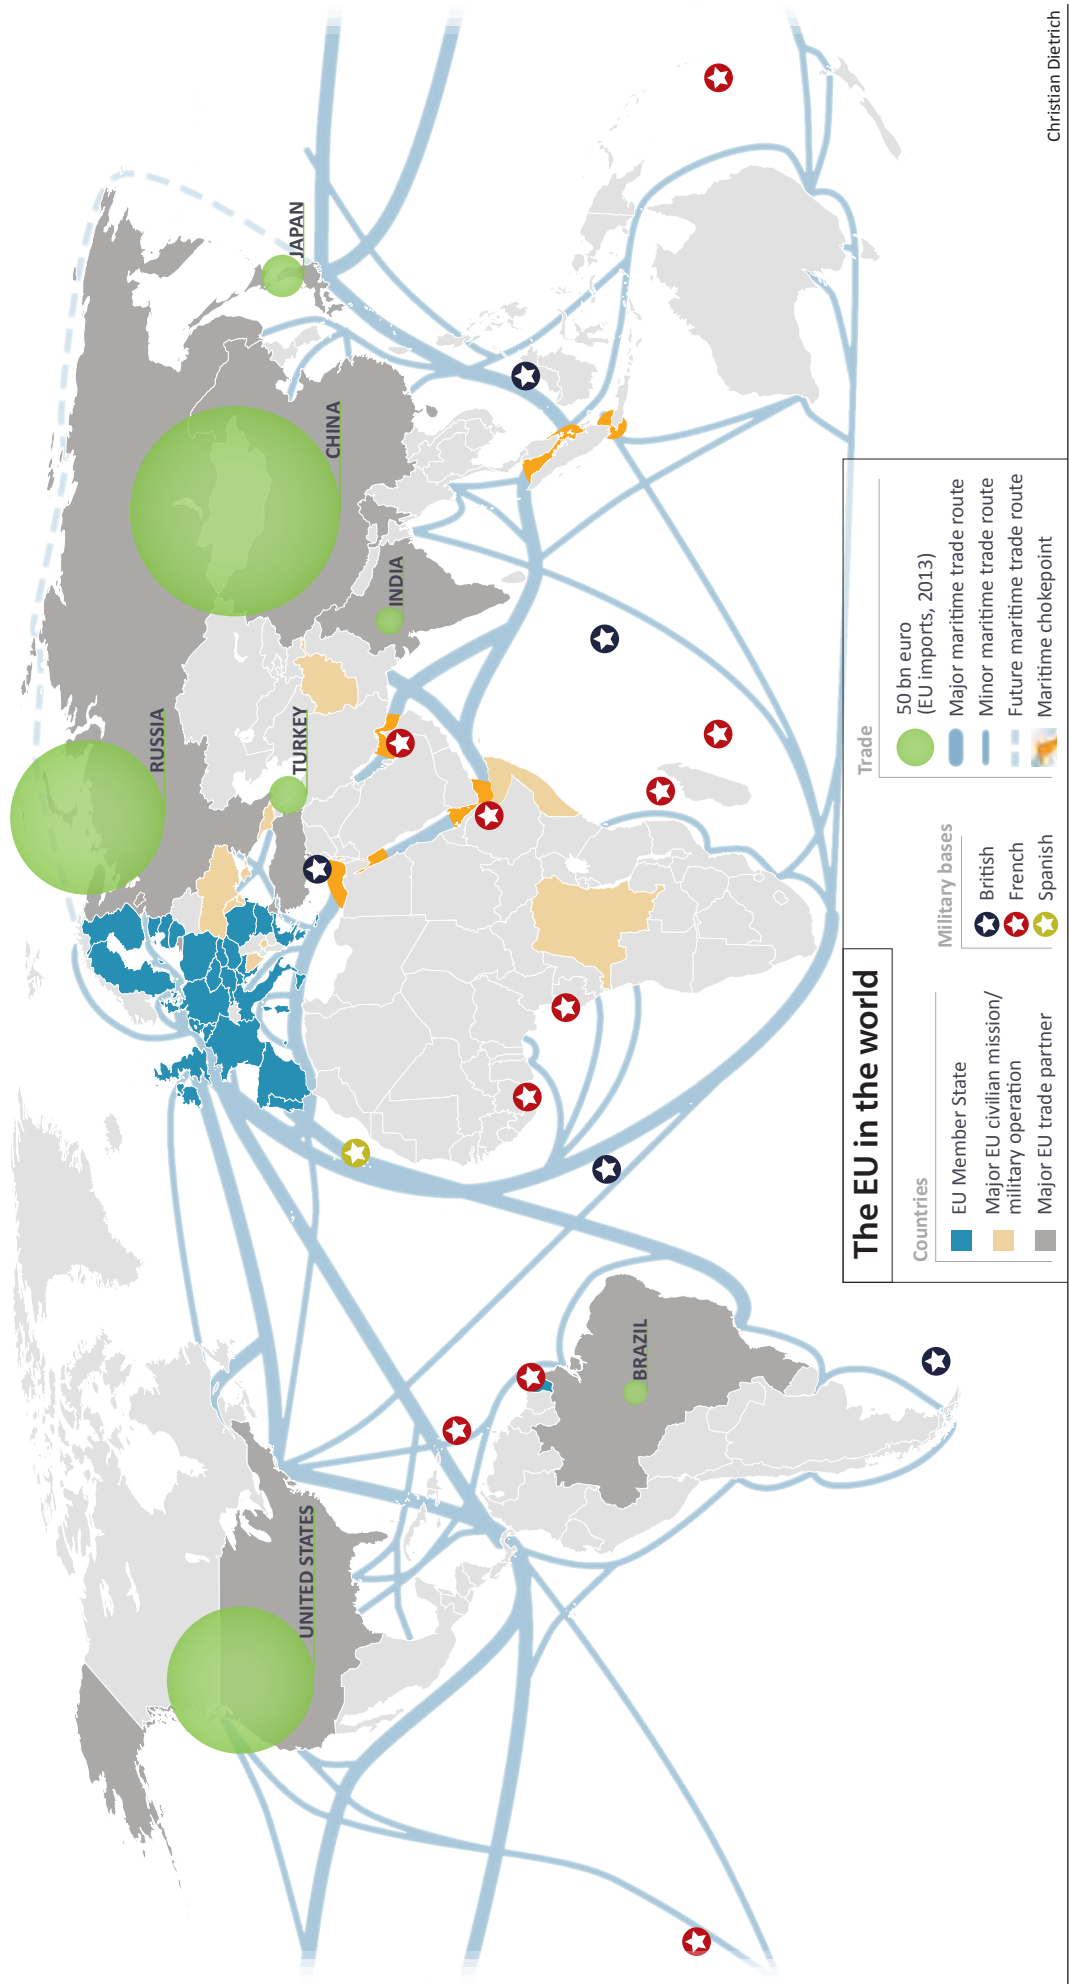 UNITED STATES
BRAZIL
RUSSIA
TURKEY
INDIA
CHINA
JAPAN
The EU in the world
Countries
EU Member State
Major EU civilian mission/
military operation
Major EU trade partner
Military bases
British
French
Spanish
Trade
50 bn euro
(EU imports, 2013)
Major maritime trade route
Minor maritime trade route
Future maritime trade route
Maritime chokepoint
Christian Dietrich